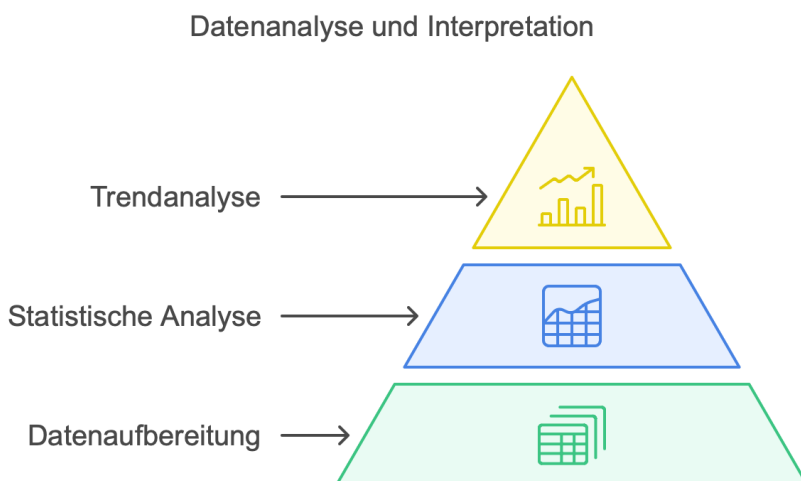 Datenanalyse und Interpretation
Trendanalyse
Statistische Analyse
Datenaufbereitung